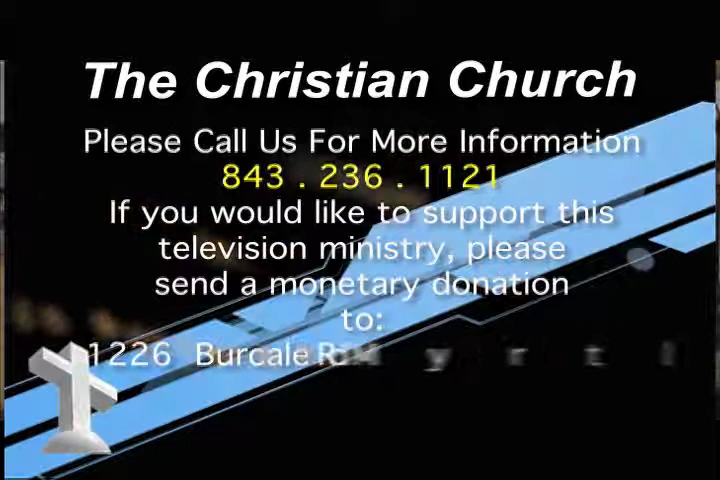 The Christian Church
Please Call Us For More Information
843 . 236 . 1121
If you would like to support this
television ministry, please
send a monetary donation
to:
1226 Burcale